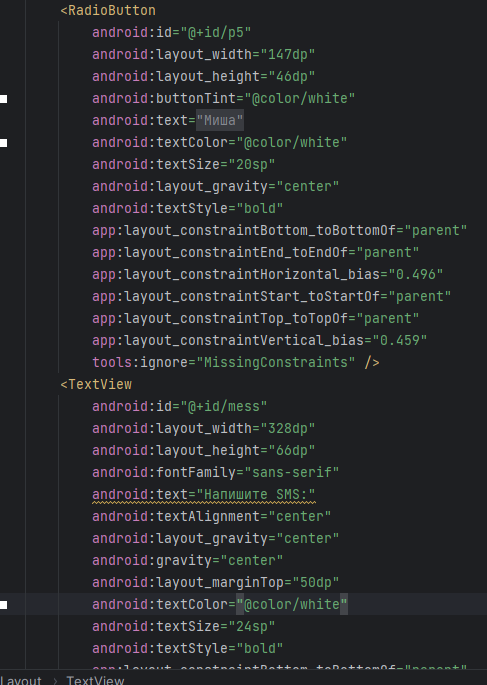 <RadioButton
android:id="@+id/p5"
android:layout_width="147dp"
android:layout_height="46dp"
android:buttonTint="@color/white"
android:text="Миша"
android:textColor="@color/white"
android:textSize="20sp"
android:layout_gravity="center"
android:textStyle="bold"
app:layout_constraintBottom_toBottomOf="parent"
app:layout_constraintEnd_toEndOf="parent"
app:layout_constraintHorizontal_bias="0.496"
app:layout_constraintStart_toStartOf="parent"
app:layout_constraintTop_toTopOf="parent"
app:layout_constraintVertical_bias="0.459"
tools:ignore="MissingConstraints" />
<TextView
android:id="@+id/mess"
android:layout_width="328dp"
android:layout_height="66dp"
android:fontFamily="sans-serif"
android:text="Напишите SMS:"
android:textAlignment="center"
android:layout_gravity="center"
android:gravity="center"
android:layout_marginTop="50dp"
android:textColor="@color/white"
android:textSize="24sp"
android:textStyle="bold"
app:layout_constraintBottom_toBottomOf="parent"
Layout > TextView